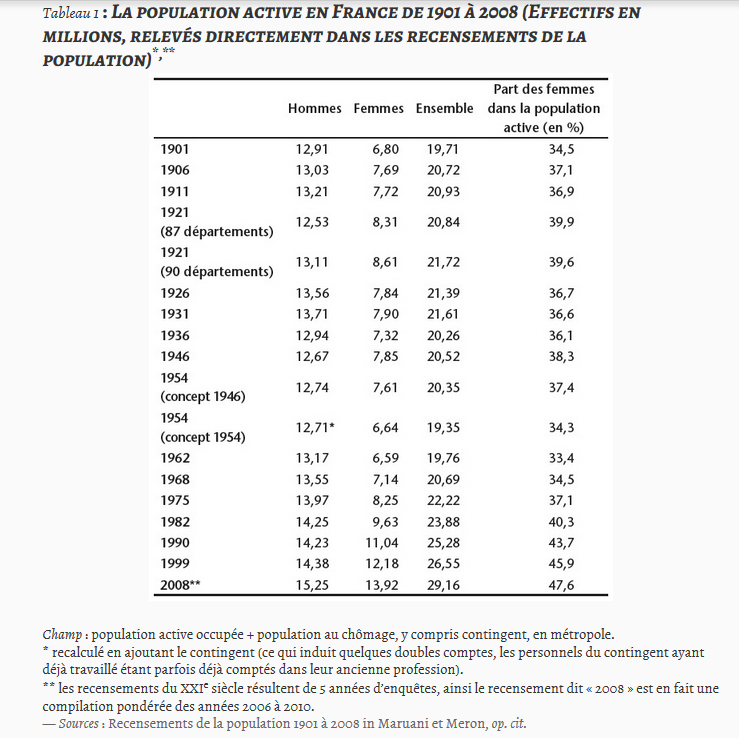 Tableau 1 : La population active en France de 1901 à 2008 (Effectifs en
millions, relevés directement dans les recensements de la
population)*,**
Part des femmes
Hommes Femmes Ensemble dans la population
active (en %)
1901 12,91 6,80 19,71 34,5
1906 13,03 7,69 20,72 37,1
1911 13,21 7,72 20,93 36,9
1921
(87 départements) 12,53 8,31 20,84 39,9
1921
(90 départements) 13,11 8,61 21,72 39,6
1926 13,56 7,84 21,39 36,7
1931 13,71 7,90 21,61 36,6
1936 12,94 7,32 20,26 36,1
1946 12,67 7,85 20,52 38,3
1954
(concept 1946) 12,74 7,61 20,35 37,4
1954
(concept 1954) 12,71* 6,64 19,35 34,3
1962 13,17 6,59 19,76 33,4
1968 13,55 7,14 20,69 34,5
1975 13,97 8,25 22,22 37,1
1982 14,25 9,63 23,88 40,3
1990 14,23 11,04 25,28 43,7
1999 14,38 12,18 26,55 45,9
2008** 15,25 13,92 29,16 47,6
Champ : population active occupée + population au chômage, y compris contingent, en métropole.
* recalculé en ajoutant le contingent (ce qui induit quelques doubles comptes, les personnels du contingent ayant
déjà travaillé étant parfois déjà comptés dans leur ancienne profession).
** les recensements du XXIe siècle résultent de 5 années d'enquêtes, ainsi le recensement dit « 2008 » est en fait une
compilation pondérée des années 2006 à 2010.
— Sources : Recensements de la population 1901 à 2008 in Maruani et Meron, op. cit.